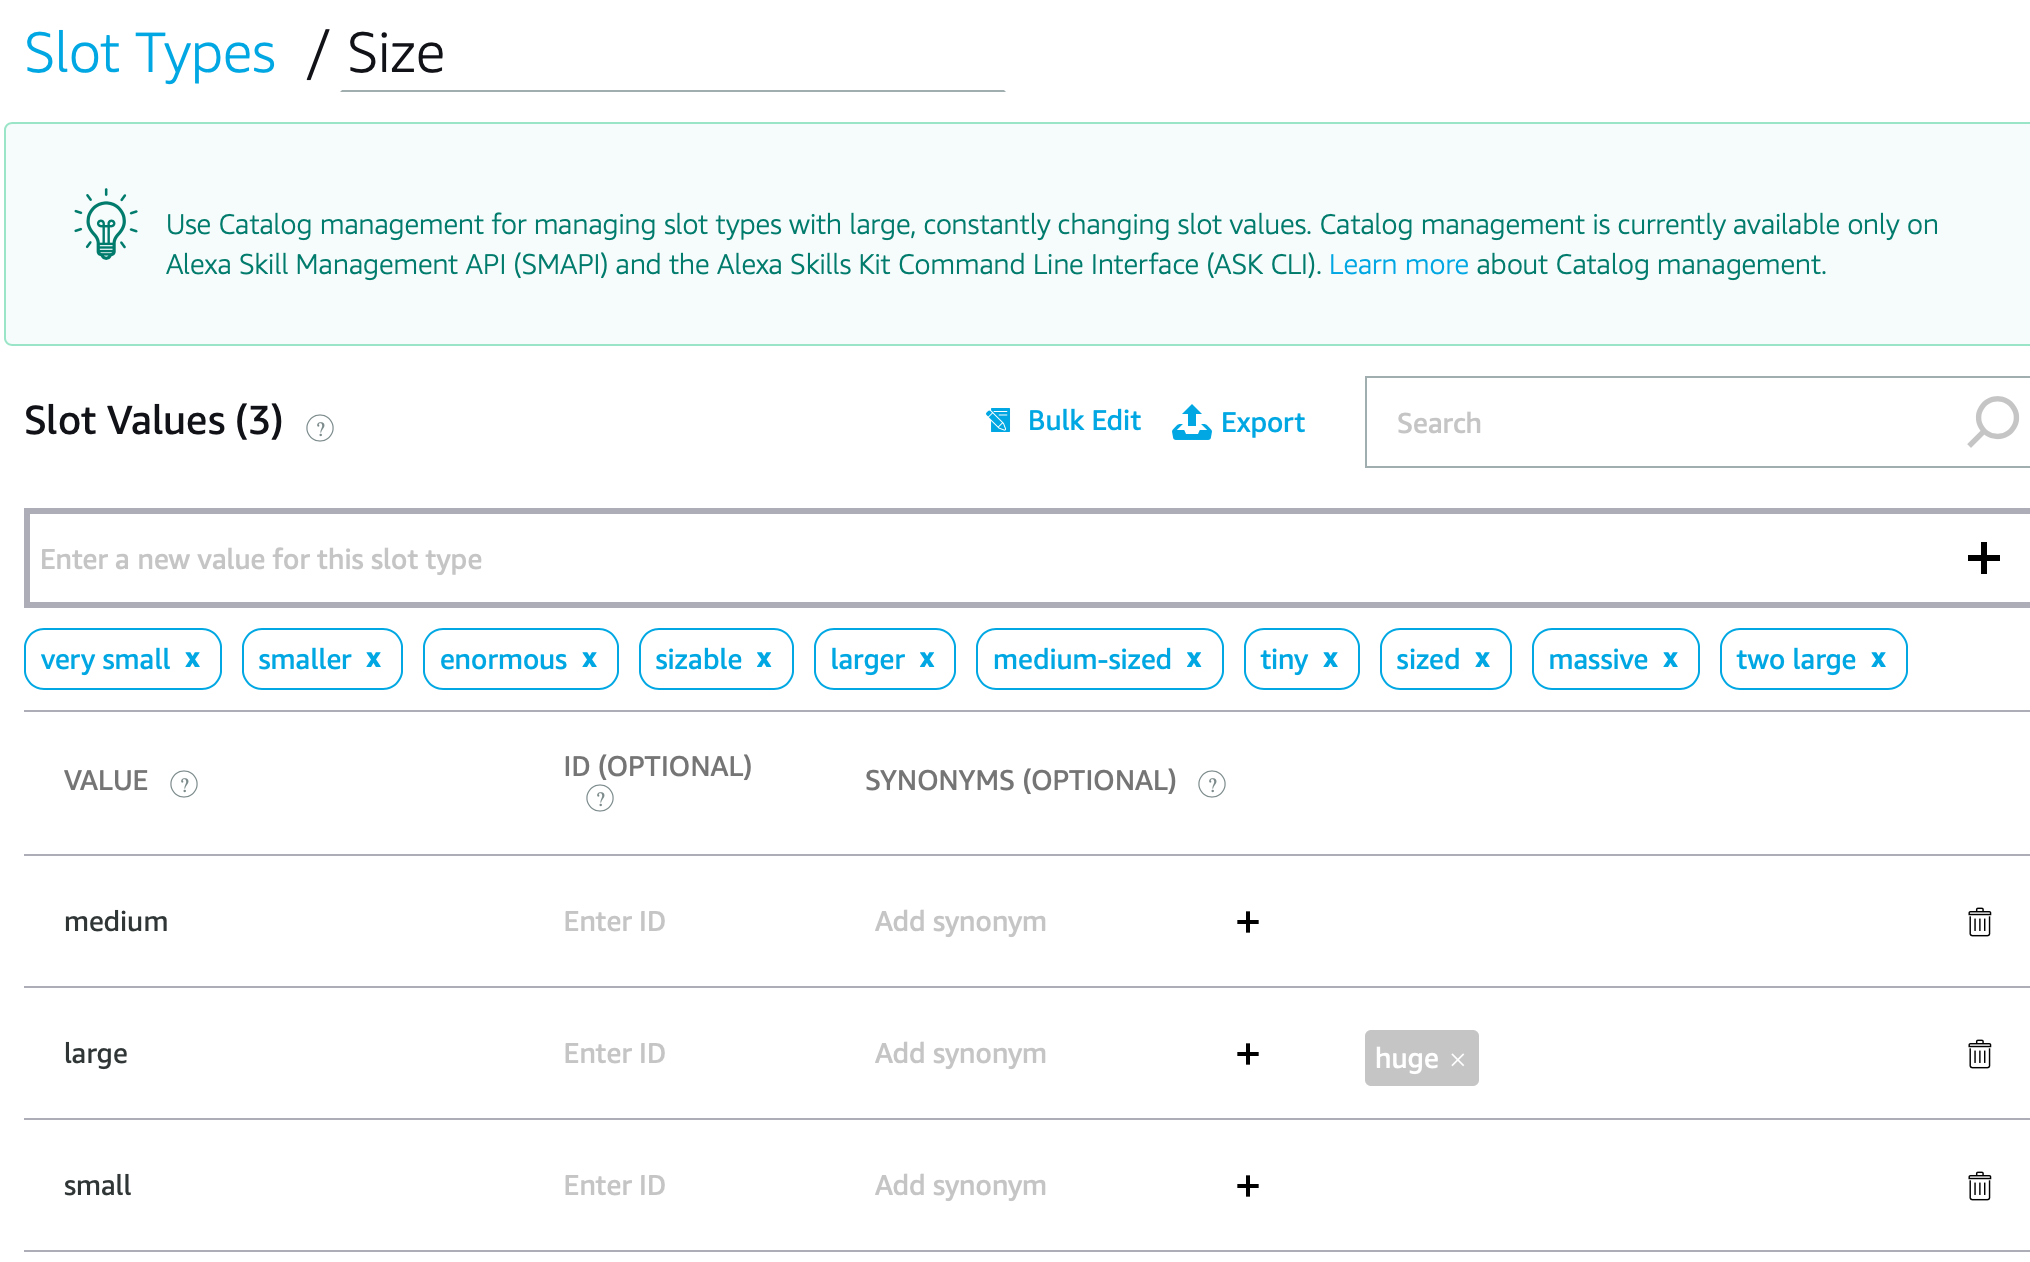 Slot Types / Size
Use Catalog management for managing slot types with large, constantly changing slot values. Catalog management is currently available only on
Alexa Skill Management API (SMAPI) and the Alexa Skills Kit Command Line Interface (ASK CLI). Learn more about Catalog management.
Slot Values (3) ? Bulk Edit Export Search
Enter a new value for this slot type +
very small x smaller x enormous x sizable x larger x medium-sized x tiny x sized x massive x two large x
VALUE ? ID (OPTIONAL) ? SYNONYMS (OPTIONAL) ?
medium Enter ID Add synonym +
large Enter ID Add synonym + huge ×
small Enter ID Add synonym +